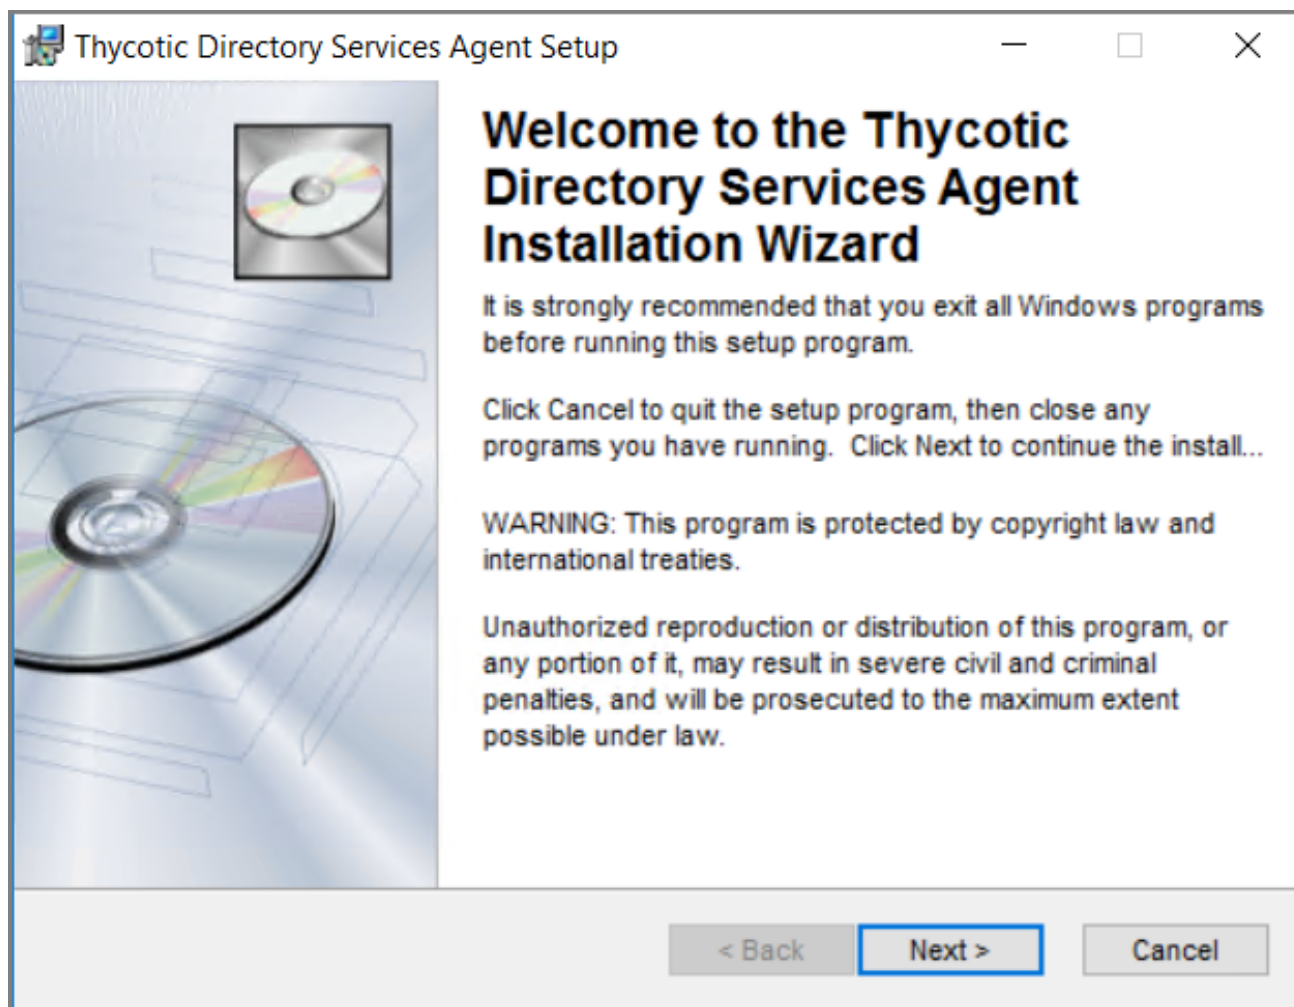 Thycotic Directory Services Agent Setup
Welcome to the Thycotic
Directory Services Agent
Installation Wizard
It is strongly recommended that you exit all Windows programs
before running this setup program.
Click Cancel to quit the setup program, then close any
programs you have running.  Click Next to continue the install...
WARNING: This program is protected by copyright law and
international treaties.
Unauthorized reproduction or distribution of this program, or
any portion of it, may result in severe civil and criminal
penalties, and will be prosecuted to the maximum extent
possible under law.
< Back Next > Cancel